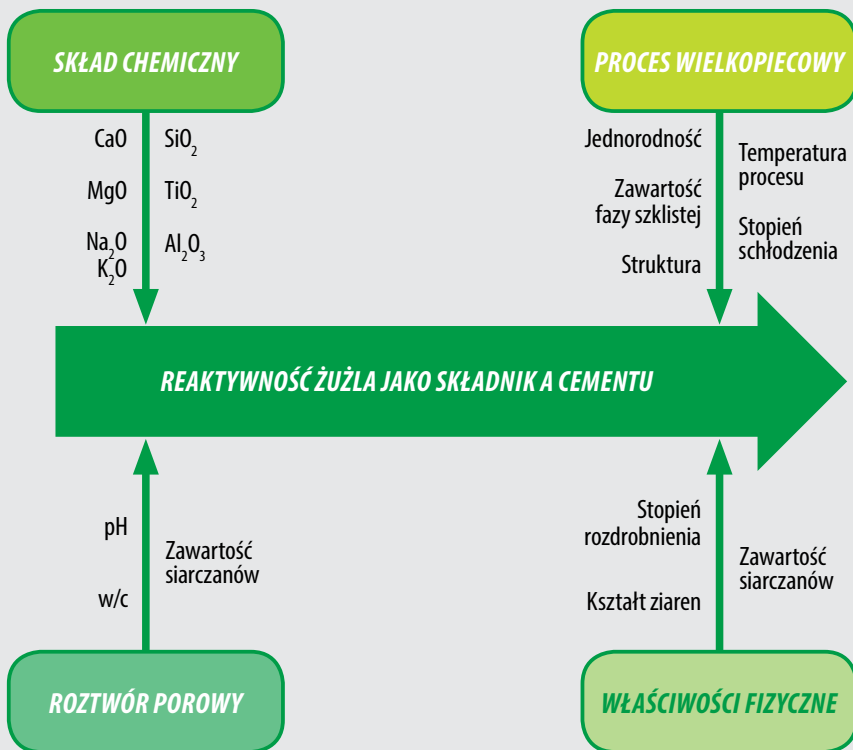 SKŁAD CHEMICZNY
CaO
MgO
Na₂O
K₂O
SiO₂
TiO₂
Al₂O₃
PROCES WIELKOPIECOWY
Jednorodność
Zawartość
fazy szklistej
Struktura
Temperatura
procesu
Stopień
schłodzenia
REAKTYWNOŚĆ ŻUŻLA JAKO SKŁADNIK A CEMENTU
pH
w/c
Zawartość
siarczanów
ROZTWÓR POROWY
Stopień
rozdrobnienia
Kształt ziaren
Zawartość
siarczanów
WŁAŚCIWOŚCI FIZYCZNE